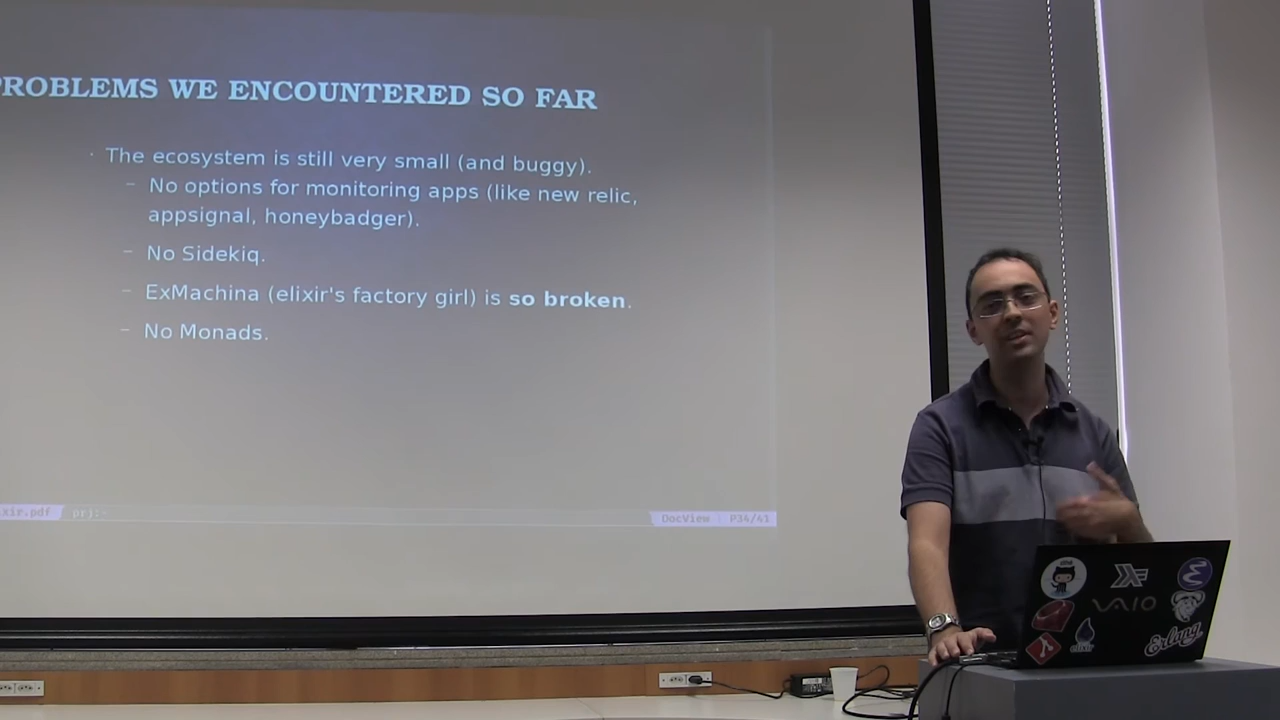 PROBLEMS WE ENCOUNTERED SO FAR
· The ecosystem is still very small (and buggy).
– No options for monitoring apps (like new relic,
appsignal, honeybadger).
– No Sidekiq.
– ExMachina (elixir's factory girl) is so broken.
– No Monads.
xir.pdf prj:- DocView P34/41
VAIO
elixir
Erlang